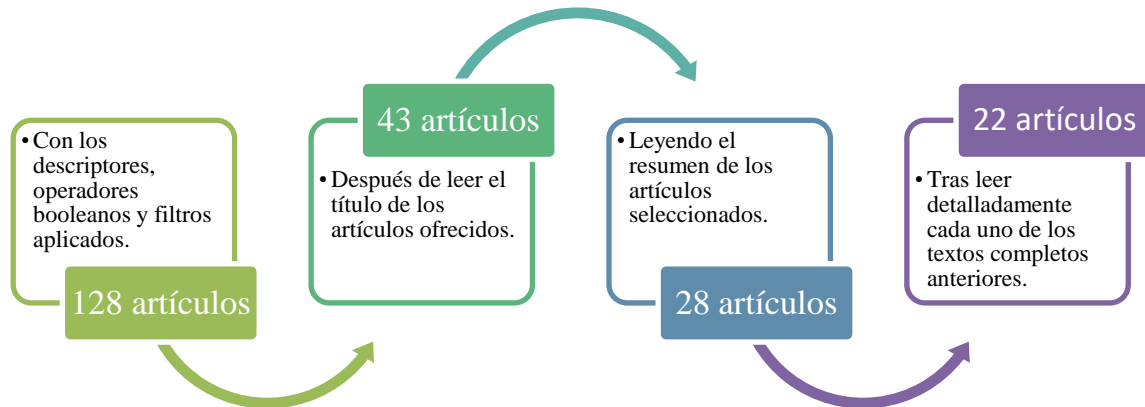 • Con los
descriptores,
operadores
booleanos y filtros
aplicados.
128 artículos
43 artículos
• Después de leer el
título de los
artículos ofrecidos.
• Leyendo el
resumen de los
artículos
seleccionados.
28 artículos
22 artículos
• Tras leer
detalladamente
cada uno de los
textos completos
anteriores.